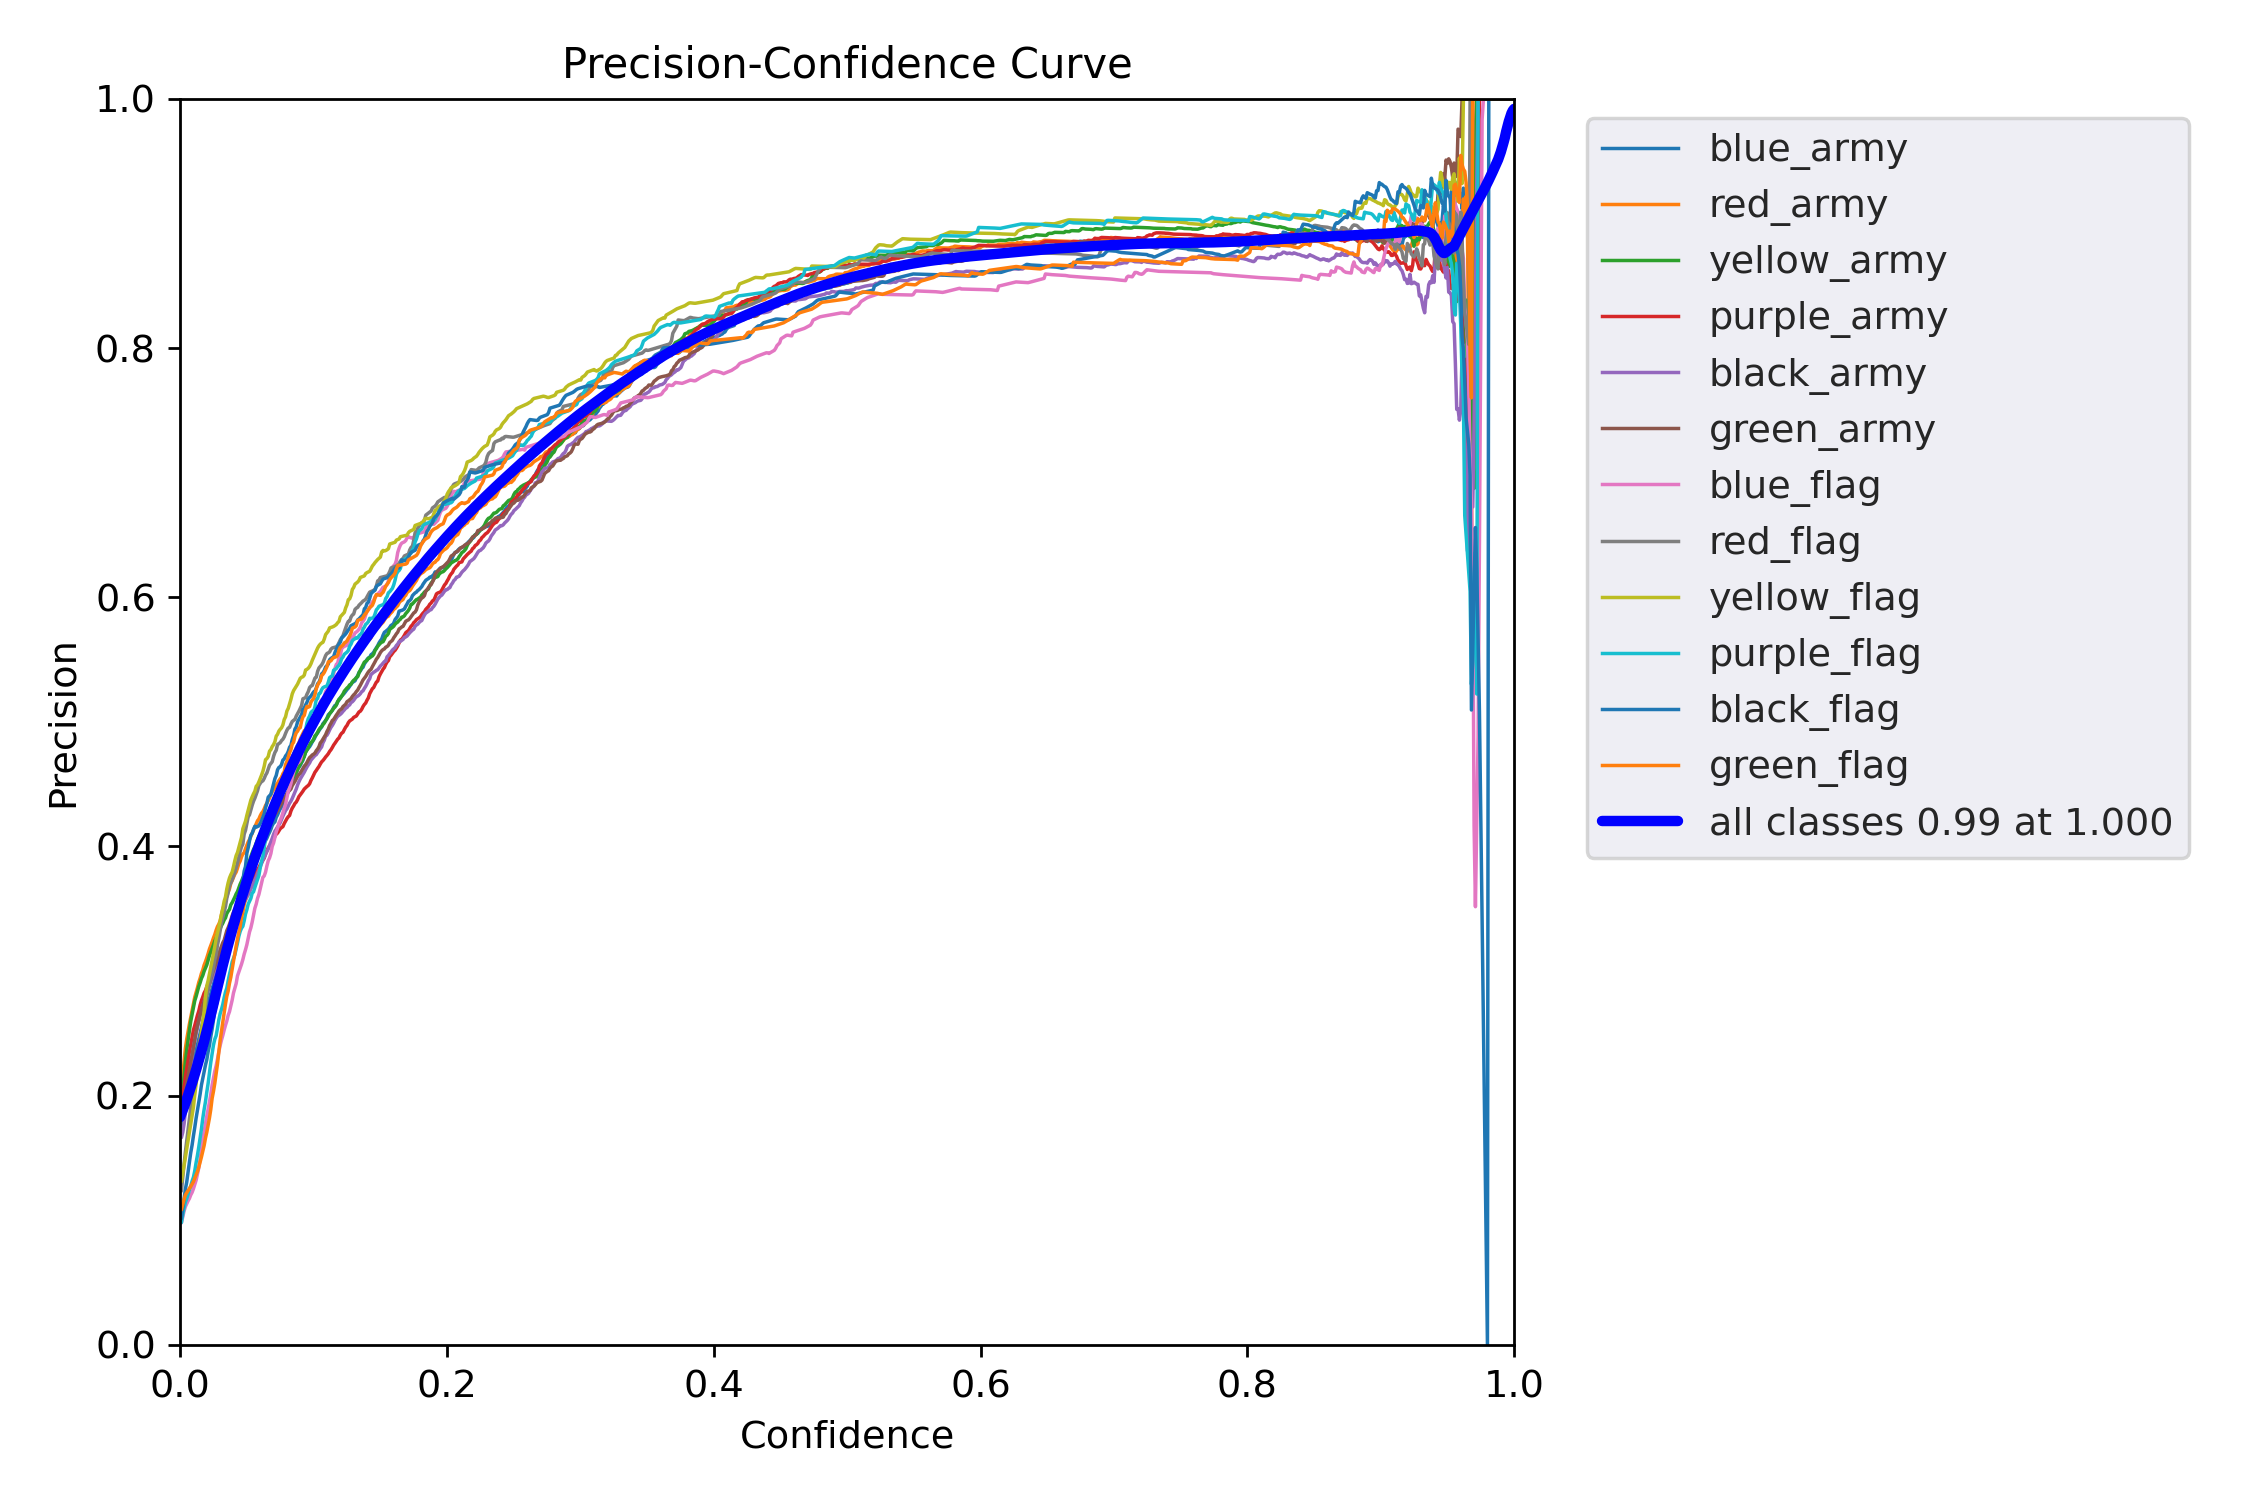 Precision-Confidence Curve
1.0
0.8
0.6
0.4
0.2
0.0
Precision
0.0 0.2 0.4 0.6 0.8 1.0
Confidence
blue_army
red_army
yellow_army
purple_army
black_army
green_army
blue_flag
red_flag
yellow_flag
purple_flag
black_flag
green_flag
all classes 0.99 at 1.000